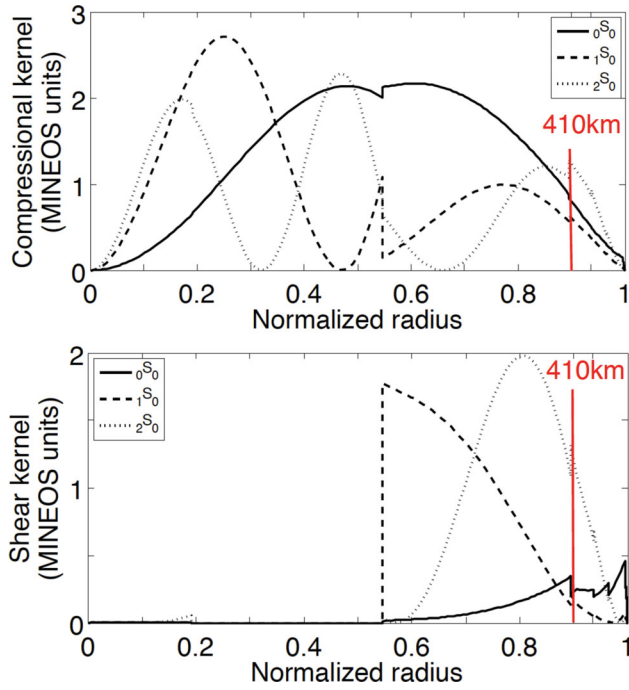 Compressional kernel
(MINEOS units)
3
2
1
0
0S0
1S0
2S0
410km
0 0.2 0.4 0.6 0.8 1
Normalized radius
Shear kernel
(MINEOS units)
2
1
0
0S0
1S0
2S0
410km
0 0.2 0.4 0.6 0.8 1
Normalized radius